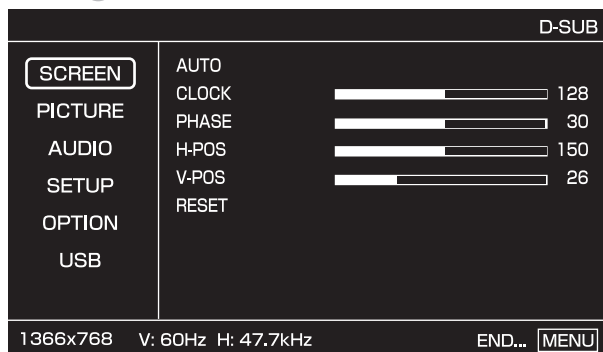 D-SUB
SCREEN
PICTURE
AUDIO
SETUP
OPTION
USB
AUTO
CLOCK 128
PHASE 30
H-POS 150
V-POS 26
RESET
1366x768 V: 60Hz H: 47.7kHz END... MENU